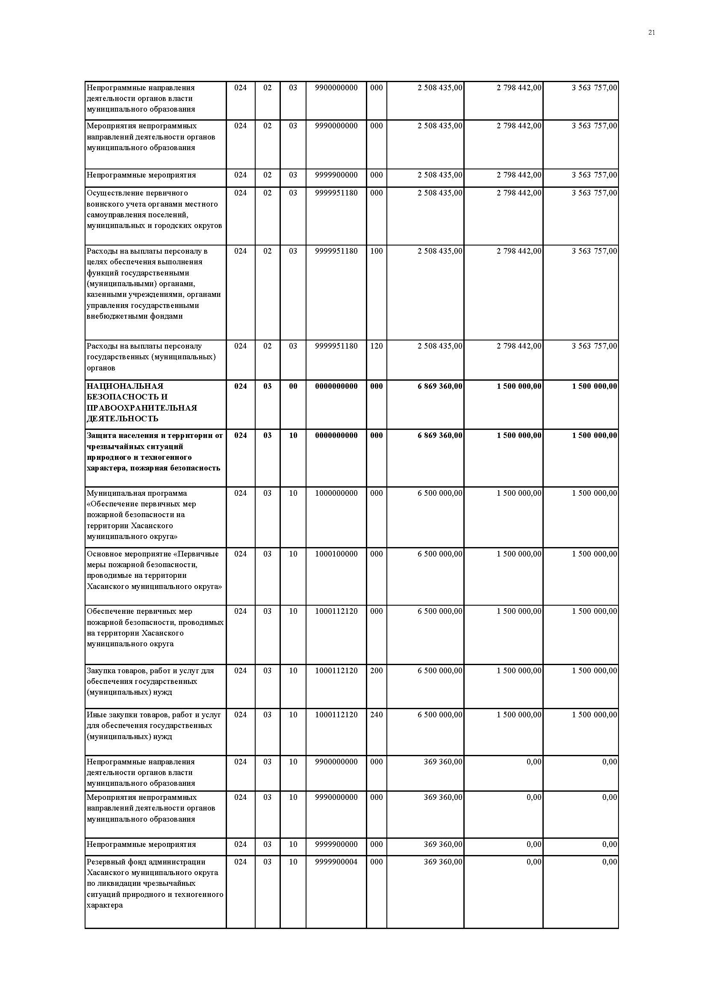 21
Непрограммные направления 024 02 03 9900000000 000 2 508 435,00 2 798 442,00 3 563 757,00
деятельности органов власти
муниципального образования
Мероприятия непрограммных 024 02 03 9990000000 000 2 508 435,00 2 798 442,00 3 563 757,00
направлений деятельности органов
муниципального образования
Непрограммные мероприятия 024 02 03 9999900000 000 2 508 435,00 2 798 442,00 3 563 757,00
Осуществление первичного 024 02 03 9999951180 000 2 508 435,00 2 798 442,00 3 563 757,00
воинского учета органами местного
самоуправления поселений,
муниципальных и городских округов
Расходы на выплаты персоналу в 024 02 03 9999951180 100 2 508 435,00 2 798 442,00 3 563 757,00
целях обеспечения выполнения
функций государственными
(муниципальными) органами,
казенными учреждениями, органами
управления государственными
внебюджетными фондами
Расходы на выплаты персоналу 024 02 03 9999951180 120 2 508 435,00 2 798 442,00 3 563 757,00
государственных (муниципальных)
органов
НАЦИОНАЛЬНАЯ 024 03 00 0000000000 000 6 869 360,00 1 500 000,00 1 500 000,00
БЕЗОПАСНОСТЬ И
ПРАВООХРАНИТЕЛЬНАЯ
ДЕЯТЕЛЬНОСТЬ
Защита населения и территории от 024 03 10 0000000000 000 6 869 360,00 1 500 000,00 1 500 000,00
чрезвычайных ситуаций
природного и техногенного
характера, пожарная безопасность
Муниципальная программа 024 03 10 1000000000 000 6 500 000,00 1 500 000,00 1 500 000,00
«Обеспечение первичных мер
пожарной безопасности на
территории Хасанского
муниципального округа»
Основное мероприятие «Первичные 024 03 10 1000100000 000 6 500 000,00 1 500 000,00 1 500 000,00
меры пожарной безопасности,
проводимые на территории
Хасанского муниципального округа»
Обеспечение первичных мер 024 03 10 1000112120 000 6 500 000,00 1 500 000,00 1 500 000,00
пожарной безопасности, проводимых
на территории Хасанского
муниципального округа
Закупка товаров, работ и услуг для 024 03 10 1000112120 200 6 500 000,00 1 500 000,00 1 500 000,00
обеспечения государственных
(муниципальных) нужд
Иные закупки товаров, работ и услуг 024 03 10 1000112120 240 6 500 000,00 1 500 000,00 1 500 000,00
для обеспечения государственных
(муниципальных) нужд
Непрограммные направления 024 03 10 9900000000 000 369 360,00 0,00 0,00
деятельности органов власти
муниципального образования
Мероприятия непрограммных 024 03 10 9990000000 000 369 360,00 0,00 0,00
направлений деятельности органов
муниципального образования
Непрограммные мероприятия 024 03 10 9999900000 000 369 360,00 0,00 0,00
Резервный фонд администрации 024 03 10 9999900004 000 369 360,00 0,00 0,00
Хасанского муниципального округа
по ликвидации чрезвычайных
ситуаций природного и техногенного
характера